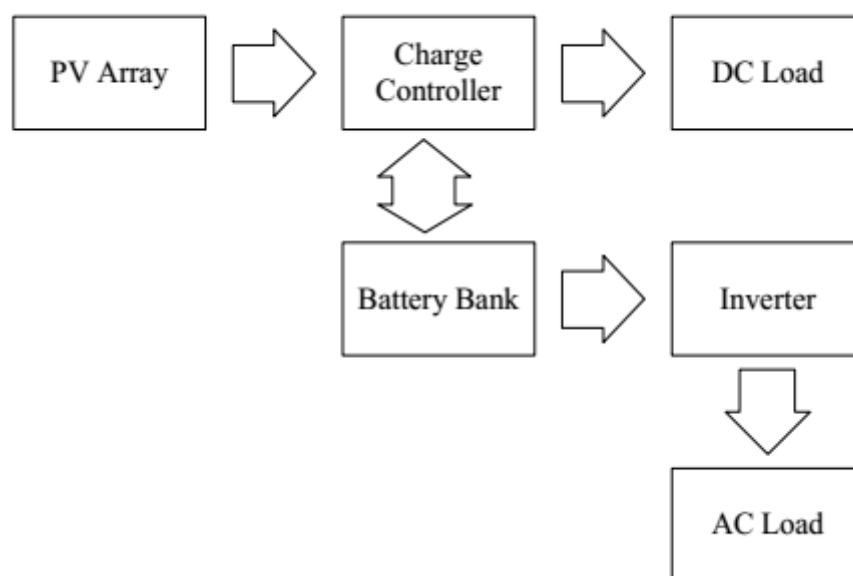 PV Array
Charge
Controller
DC Load
Battery Bank
Inverter
AC Load